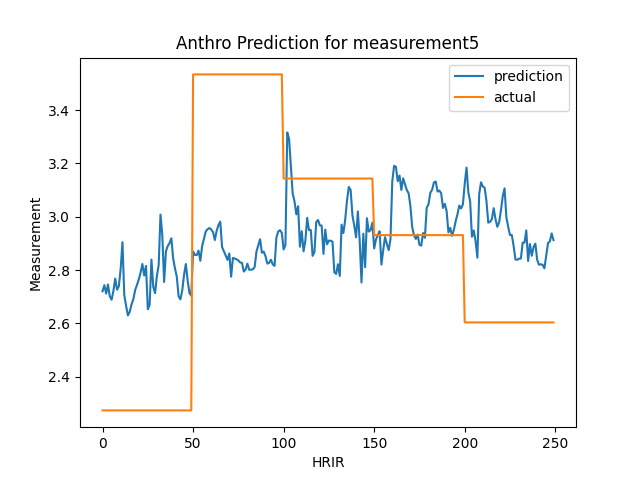 Anthro Prediction for measurement5
prediction
actual
Measurement
3.4
3.2
3.0
2.8
2.6
2.4
0
50
100
150
200
250
HRIR